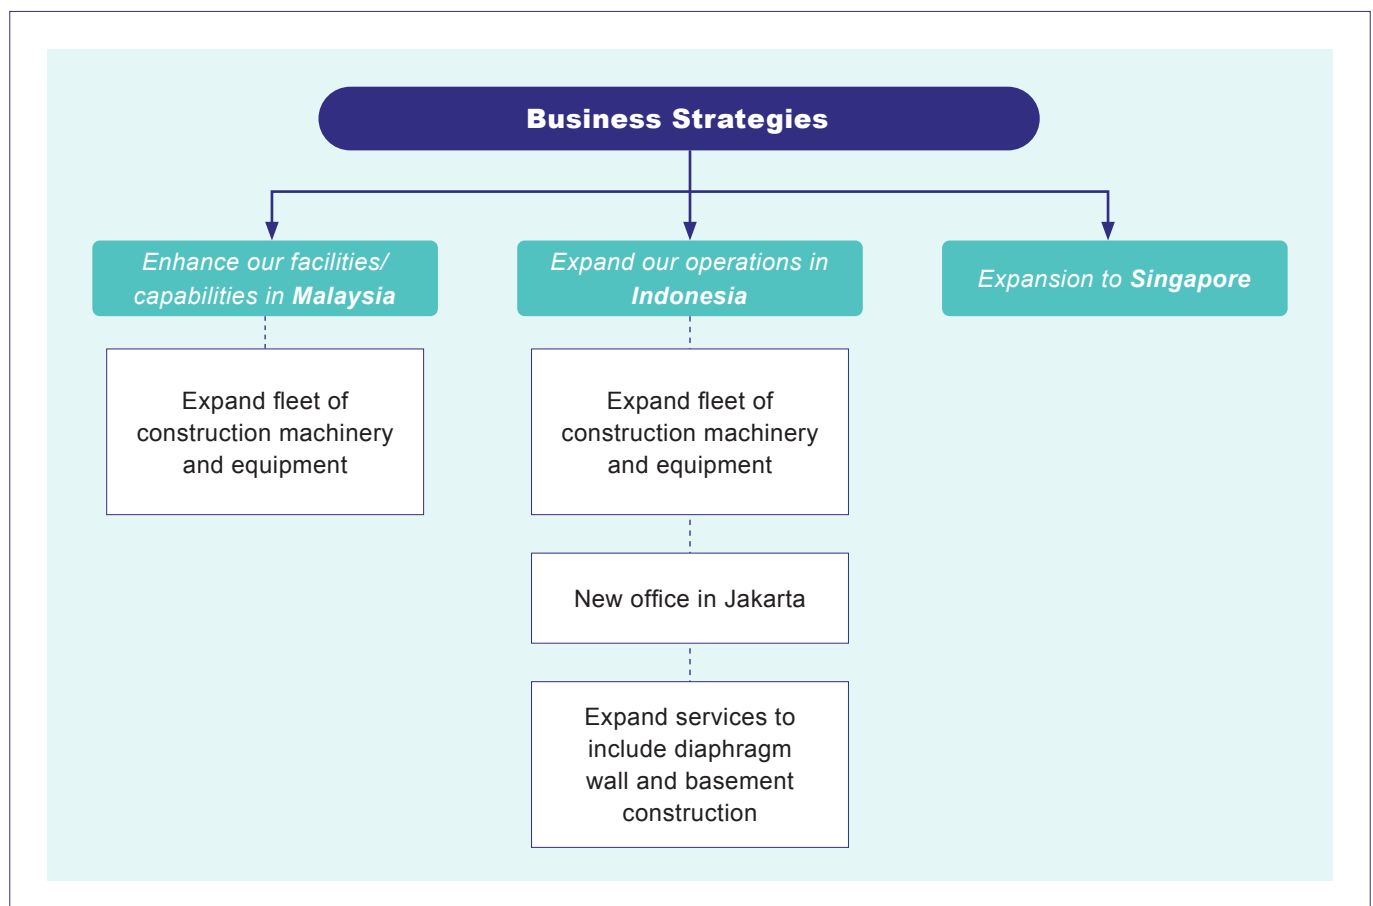 Business Strategies
Enhance our facilities/
capabilities in Malaysia
Expand our operations in
Indonesia
Expansion to Singapore
Expand fleet of
construction machinery
and equipment
Expand fleet of
construction machinery
and equipment
New office in Jakarta
Expand services to
include diaphragm
wall and basement
construction